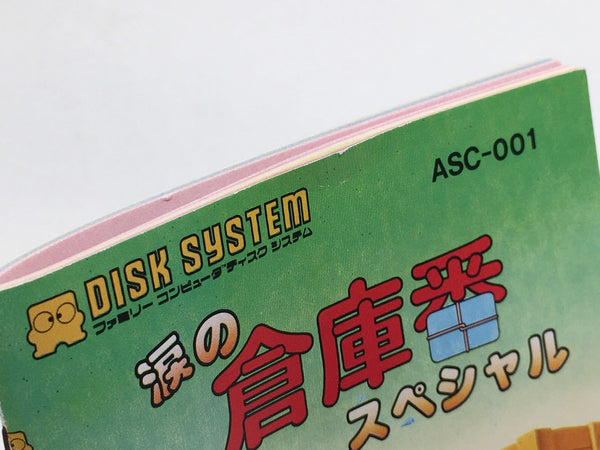 ASC-001
DISK SYSTEM
ファミリー コンピュータ ディスク システム
涙の倉庫番
スペシャル